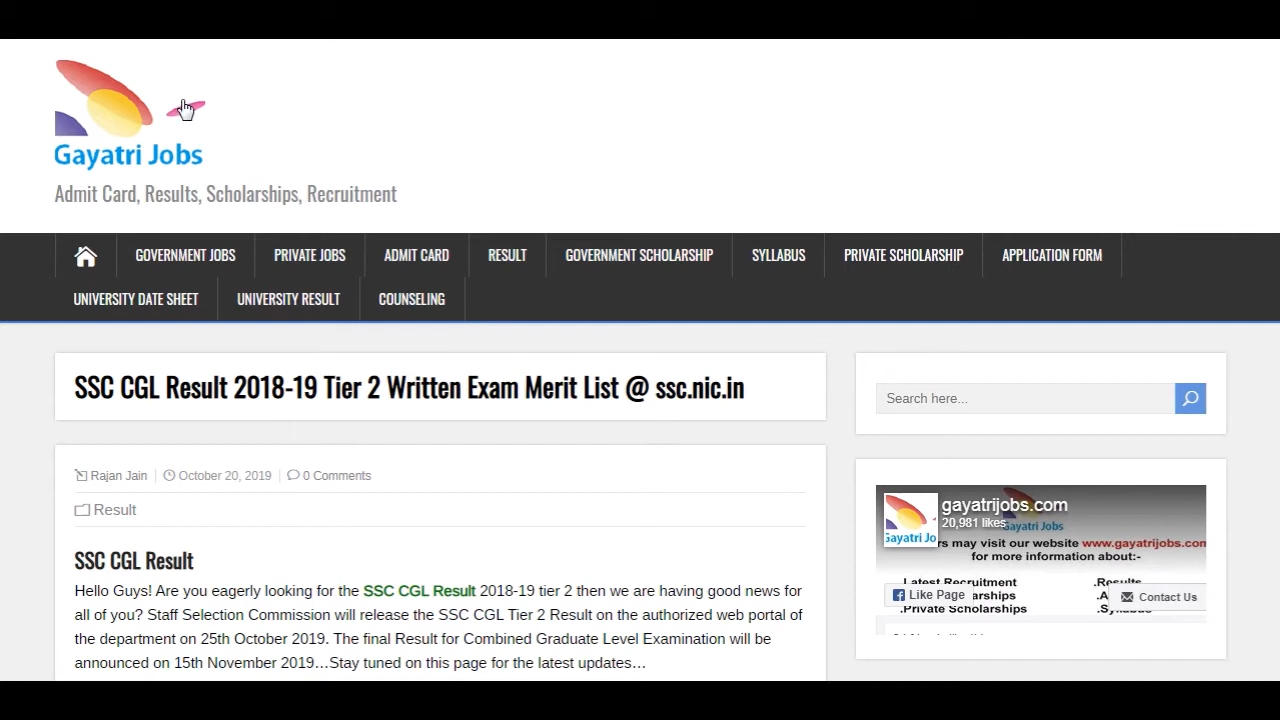 Gayatri Jobs
Admit Card, Results, Scholarships, Recruitment
GOVERNMENT JOBS PRIVATE JOBS ADMIT CARD RESULT GOVERNMENT SCHOLARSHIP SYLLABUS PRIVATE SCHOLARSHIP APPLICATION FORM
UNIVERSITY DATE SHEET UNIVERSITY RESULT COUNSELING
SSC CGL Result 2018-19 Tier 2 Written Exam Merit List @ ssc.nic.in
Rajan Jain October 20, 2019 0 Comments
Result
SSC CGL Result
Hello Guys! Are you eagerly looking for the SSC CGL Result 2018-19 tier 2 then we are having good news for
all of you? Staff Selection Commission will release the SSC CGL Tier 2 Result on the authorized web portal of
the department on 25th October 2019. The final Result for Combined Graduate Level Examination will be
announced on 15th November 2019…Stay tuned on this page for the latest updates…
Search here...
gayatrijobs.com
20,981 likes
Gayatri Jobs
may visit our website www.gayatrijobs.com
for more information about:-
.Latest Recruitment .Results
Like Page
Contact Us
.Private Scholarships